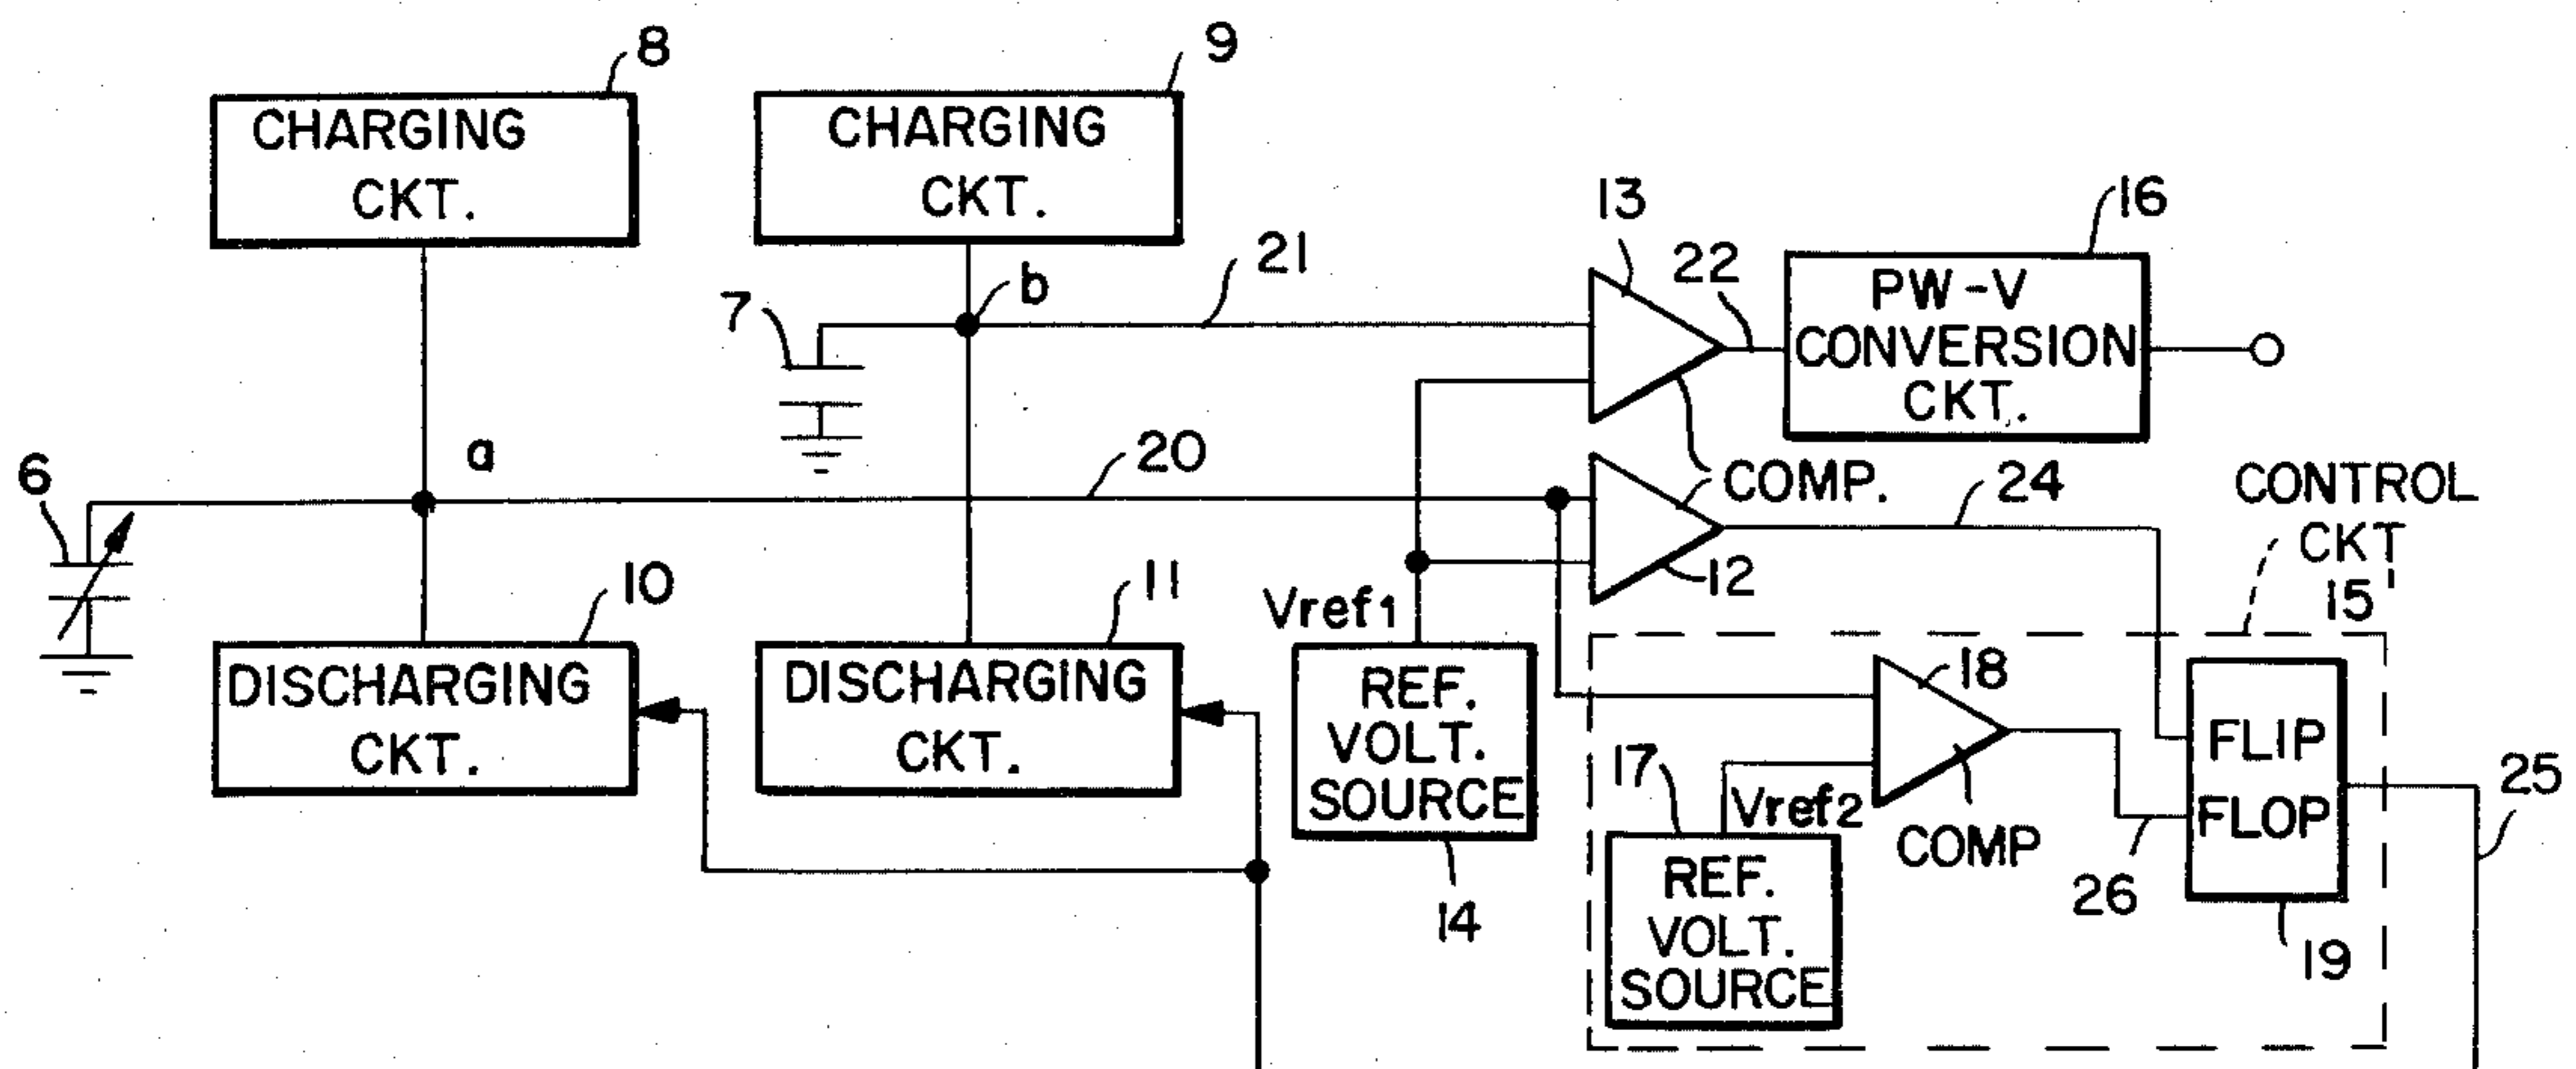 8
9
CHARGING
CKT.
CHARGING
CKT.
13
16
22
PW-V
CONVERSION
CKT.
21
b
7
a
20
6
COMP.
24
CONTROL
CKT
15'
12
10
11
Vref1
DISCHARGING
CKT.
DISCHARGING
CKT.
REF.
VOLT.
SOURCE
14
18
17
Vref2
COMP
REF.
VOLT.
SOURCE
FLIP
FLOP
26
19
25